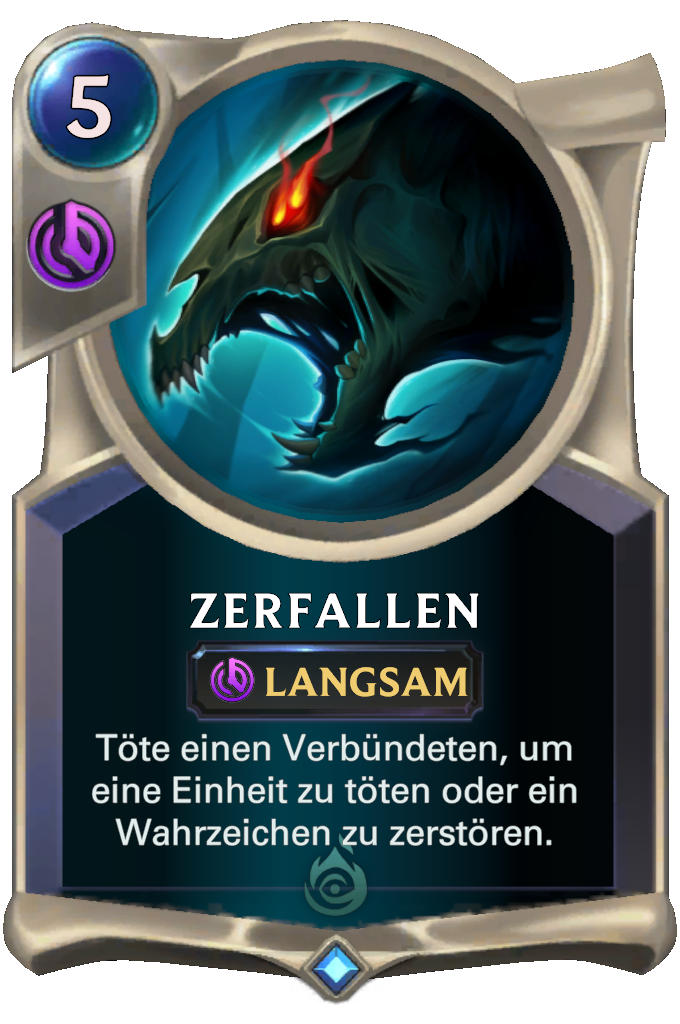 5
ZERFALLEN
LANGSAM
Töte einen Verbündeten, um
eine Einheit zu töten oder ein
Wahrzeichen zu zerstören.